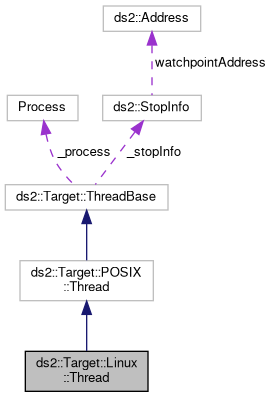 ds2::Address
watchpointAddress
Process
ds2::StopInfo
_process
_stopInfo
ds2::Target::ThreadBase
ds2::Target::POSIX
::Thread
ds2::Target::Linux
::Thread